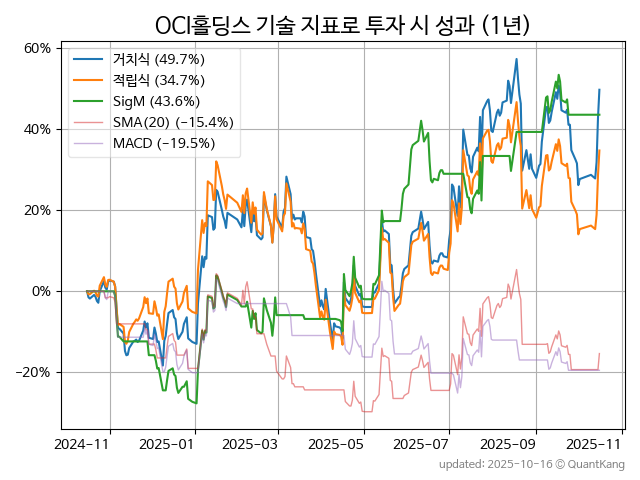 OCI홀딩스 기술 지표로 투자 시 성과 (1년)
60%
40%
20%
0%
−20%
거치식 (49.7%)
적립식 (34.7%)
SigM (43.6%)
SMA(20) (−15.4%)
MACD (−19.5%)
2024-11 2025-01 2025-03 2025-05 2025-07 2025-09 2025-11
updated: 2025-10-16 © QuantKang